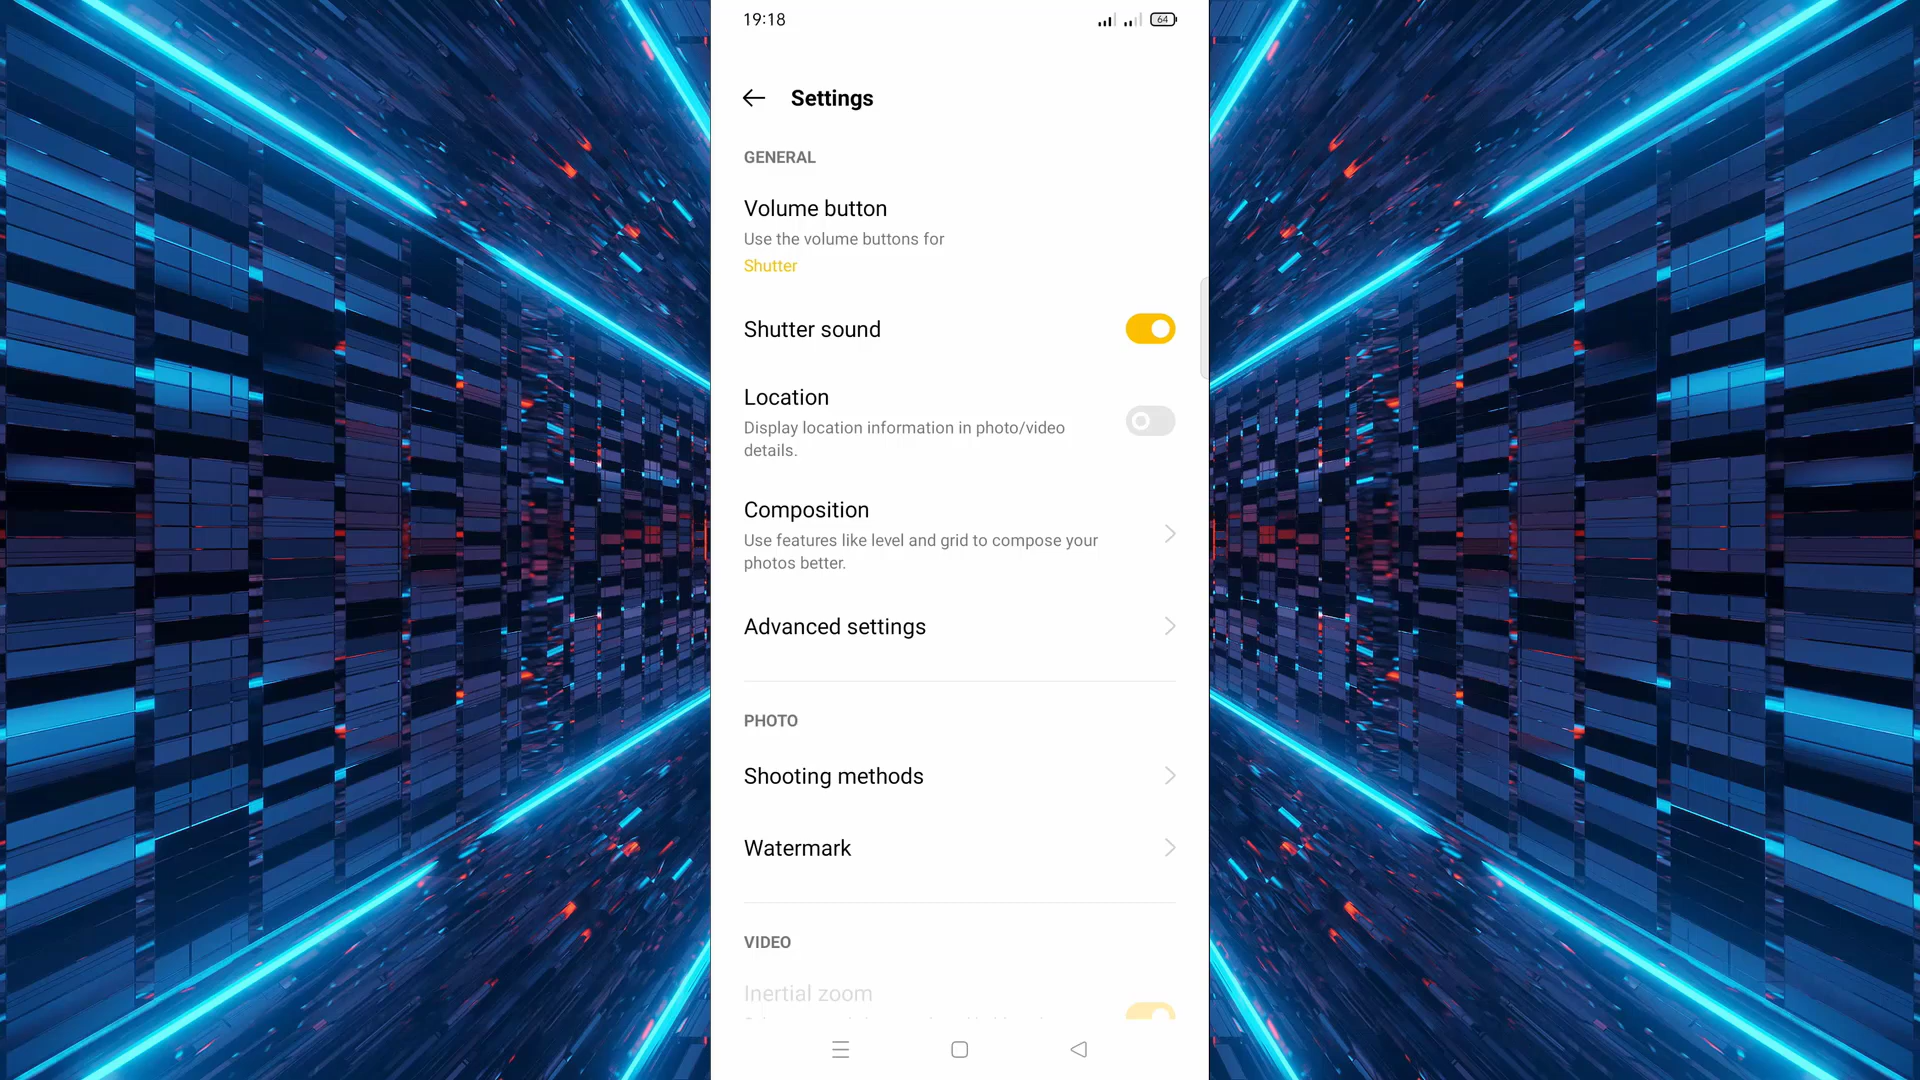 19:18
64
Settings
GENERAL
Volume button
Use the volume buttons for
Shutter
Shutter sound
Location
Display location information in photo/video
details.
Composition
Use features like level and grid to compose your
photos better.
Advanced settings
PHOTO
Shooting methods
Watermark
VIDEO
Inertial zoom